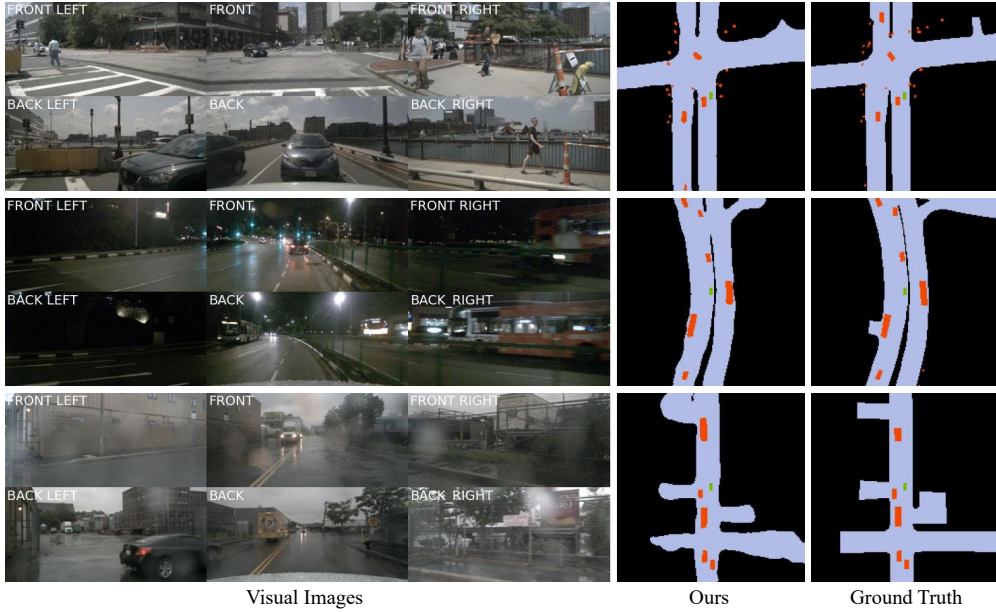 FRONT LEFT FRONT FRONT RIGHT
BACK LEFT BACK BACK_RIGHT
FRONT LEFT FRONT FRONT RIGHT
BACK LEFT BACK BACK_RIGHT
FRONT LEFT FRONT FRONT RIGHT
BACK LEFT BACK BACK_RIGHT
Visual Images Ours Ground Truth